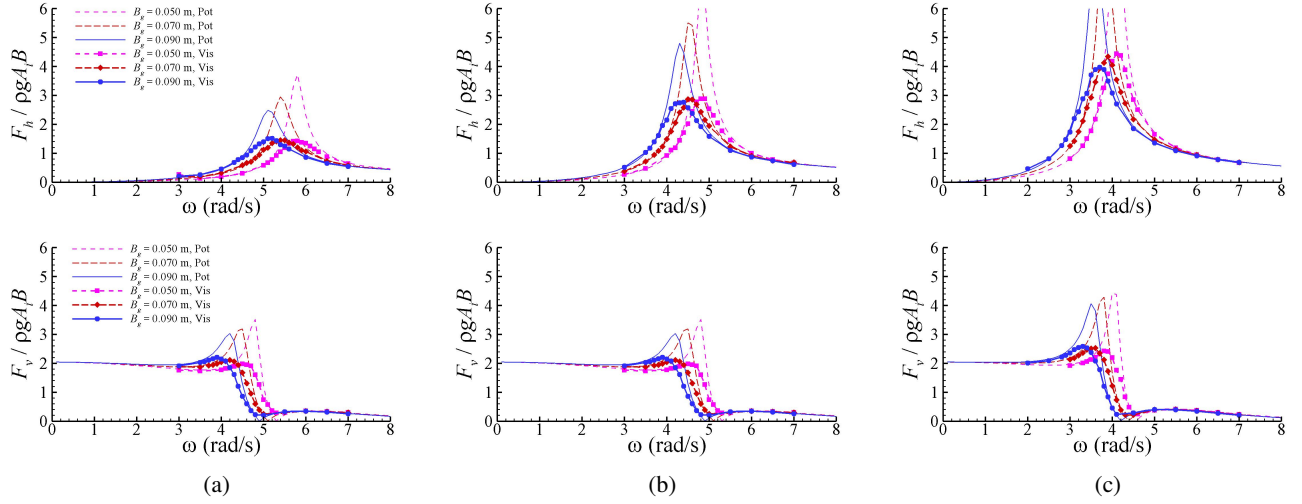 F_h / ρgA_iB
6
5
4
3
2
1
0
B_g = 0.050 m, Pot
B_g = 0.070 m, Pot
B_g = 0.090 m, Pot
B_g = 0.050 m, Vis
B_g = 0.070 m, Vis
B_g = 0.090 m, Vis
0 1 2 3 4 5 6 7 8
ω (rad/s)
F_h / ρgA_iB
6
5
4
3
2
1
0
0 1 2 3 4 5 6 7 8
ω (rad/s)
F_h / ρgA_iB
6
5
4
3
2
1
0
0 1 2 3 4 5 6 7 8
ω (rad/s)
F_v / ρgA_iB
6
5
4
3
2
1
0
B_g = 0.050 m, Pot
B_g = 0.070 m, Pot
B_g = 0.090 m, Pot
B_g = 0.050 m, Vis
B_g = 0.070 m, Vis
B_g = 0.090 m, Vis
0 1 2 3 4 5 6 7 8
ω (rad/s)
F_v / ρgA_iB
6
5
4
3
2
1
0
0 1 2 3 4 5 6 7 8
ω (rad/s)
F_v / ρgA_iB
6
5
4
3
2
1
0
0 1 2 3 4 5 6 7 8
ω (rad/s)
(a)
(b)
(c)